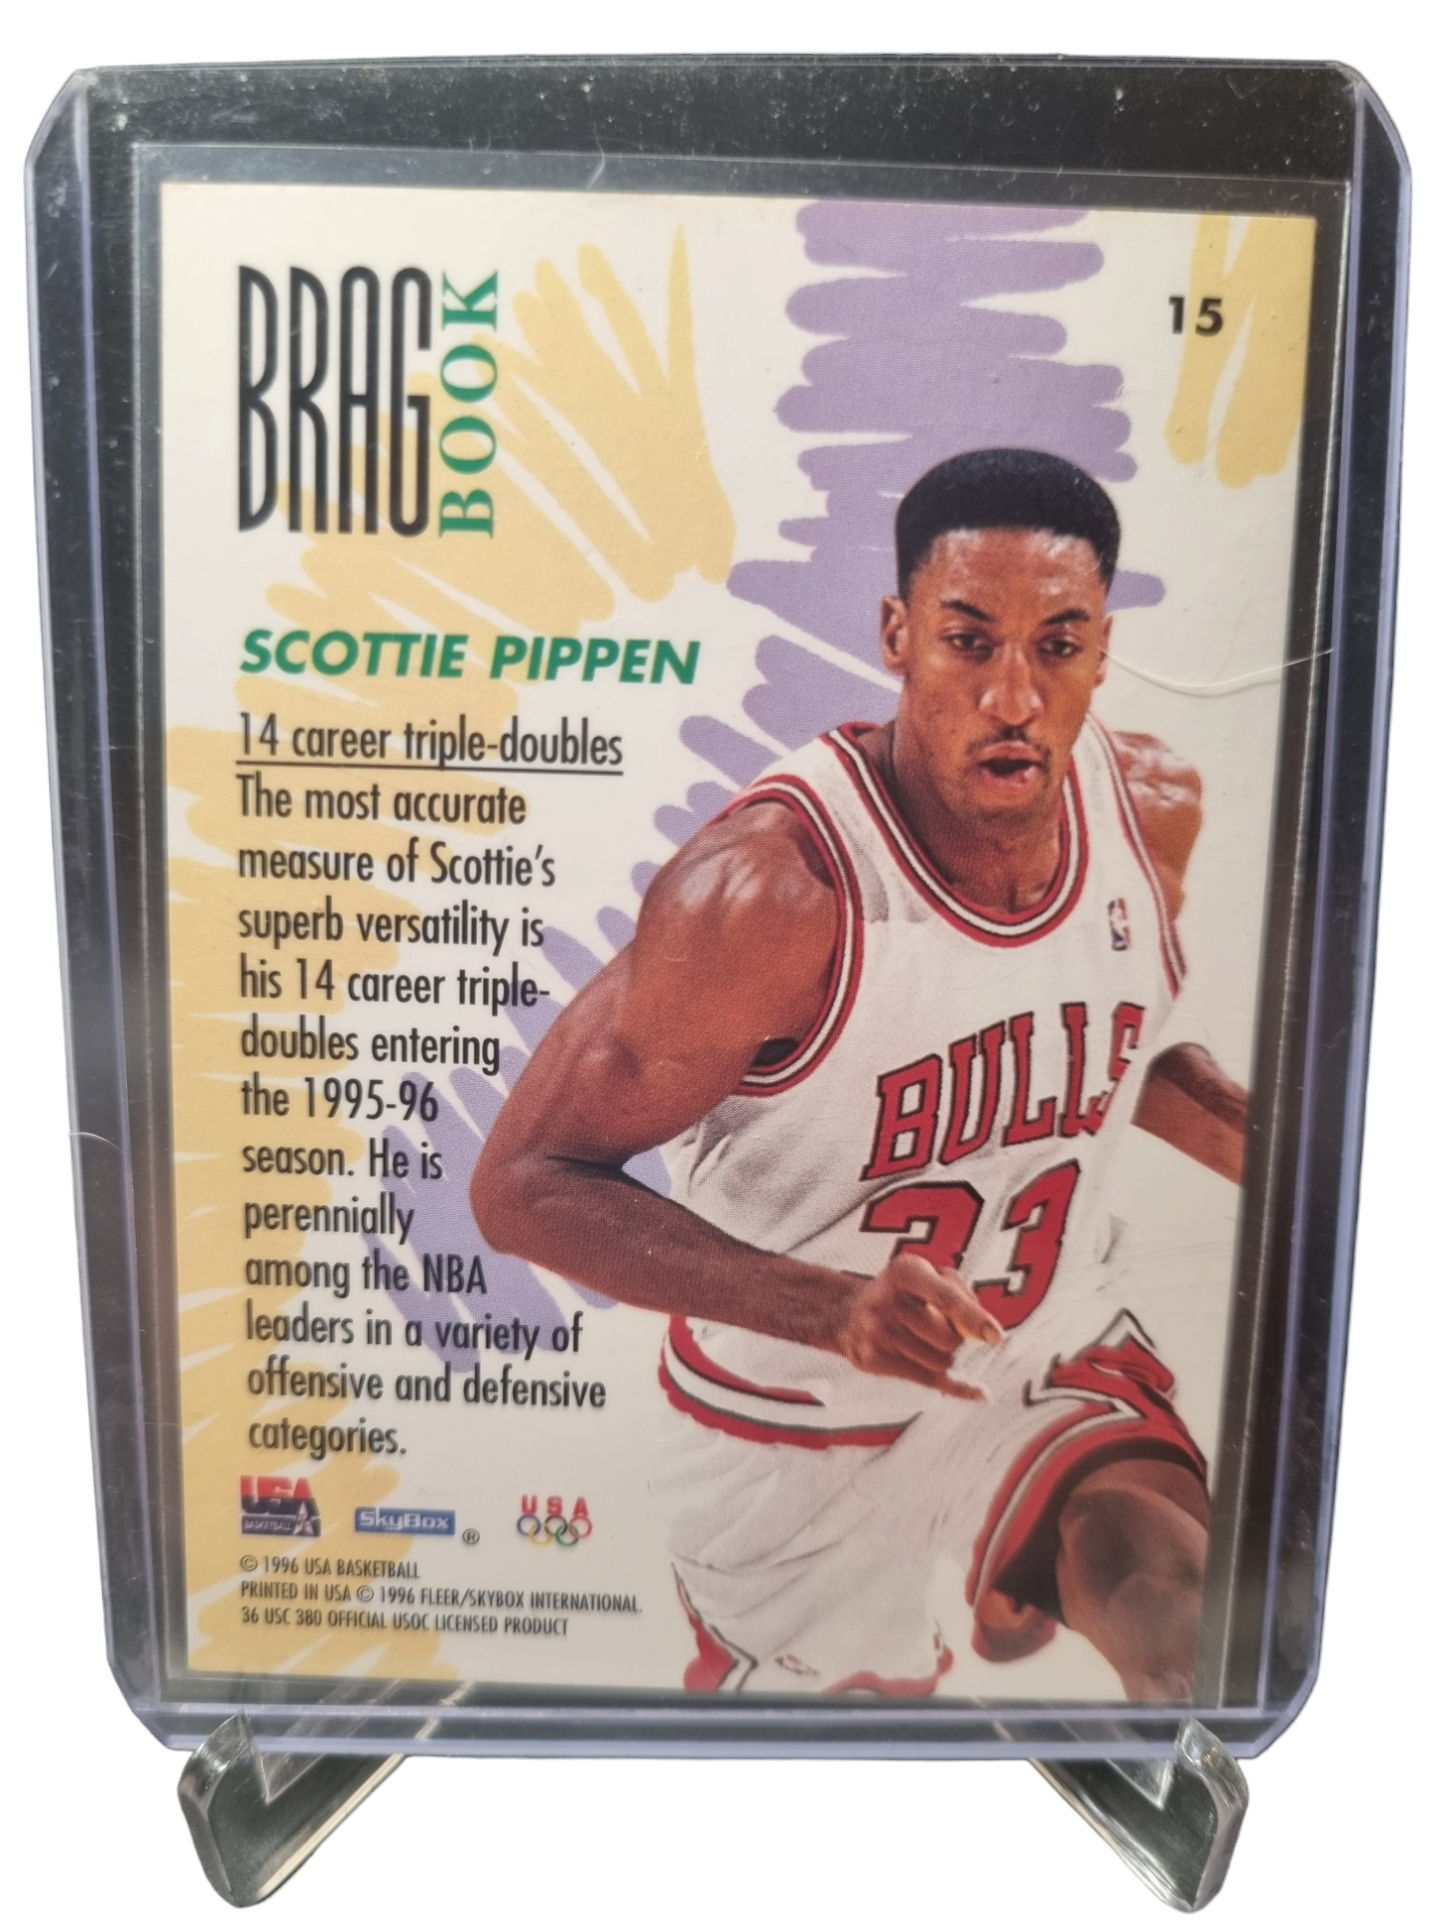 BRAG
BOOK
15
SCOTTIE PIPPEN
14 career triple-doubles
The most accurate
measure of Scottie's
superb versatility is
his 14 career triple-
doubles entering
the 1995-96
season. He is
perennially
among the NBA
leaders in a variety of
offensive and defensive
categories.
BULLS
33
USA
BASKETBALL
SkyBox ®
USA
© 1996 USA BASKETBALL
PRINTED IN USA © 1996 FLEER/SKYBOX INTERNATIONAL.
36 USC 380 OFFICIAL USOC LICENSED PRODUCT